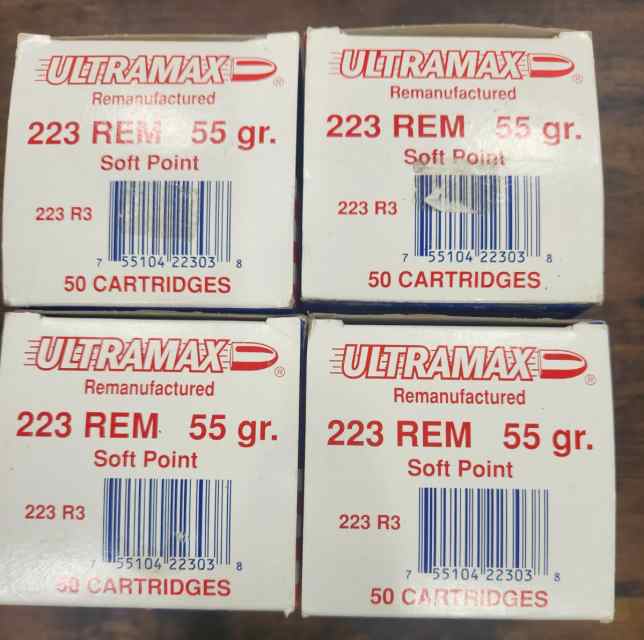 ULTRAMAX®
Remanufactured
223 REM 55 gr.
Soft Point
223 R3
7 55104 22303 8
50 CARTRIDGES
ULTRAMAX®
Remanufactured
223 REM 55 gr.
Soft Point
223 R3
7 55104 22303 8
50 CARTRIDGES
ULTRAMAX®
Remanufactured
223 REM 55 gr.
Soft Point
223 R3
7 55104 22303 8
50 CARTRIDGES
ULTRAMAX®
Remanufactured
223 REM 55 gr.
Soft Point
223 R3
7 55104 22303 8
50 CARTRIDGES